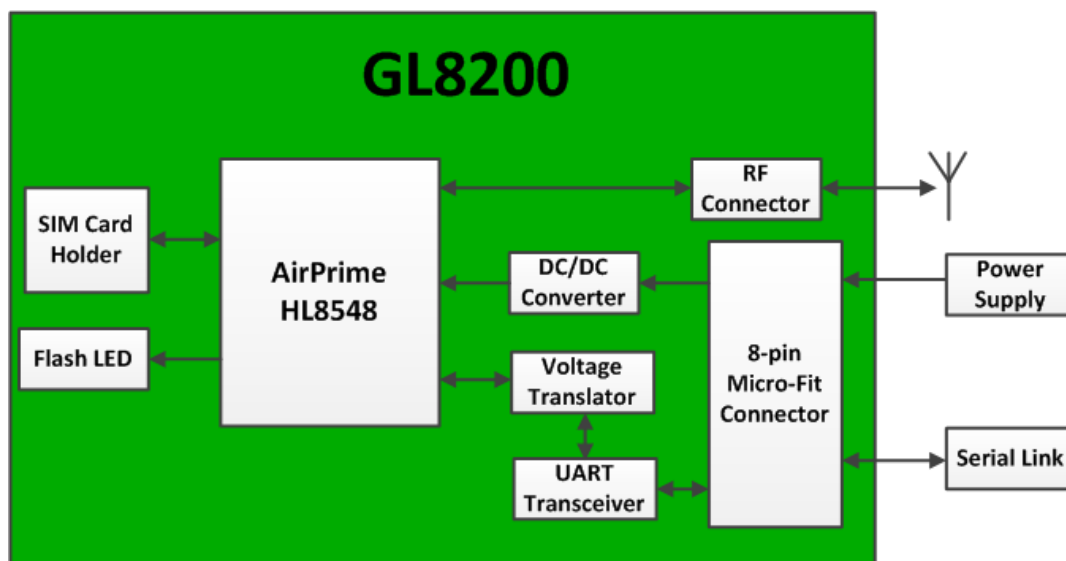 GL8200
RF
Connector
SIM Card
Holder
AirPrime
HL8548
DC/DC
Converter
Power
Supply
Flash LED
Voltage
Translator
8-pin
Micro-Fit
Connector
UART
Transceiver
Serial Link